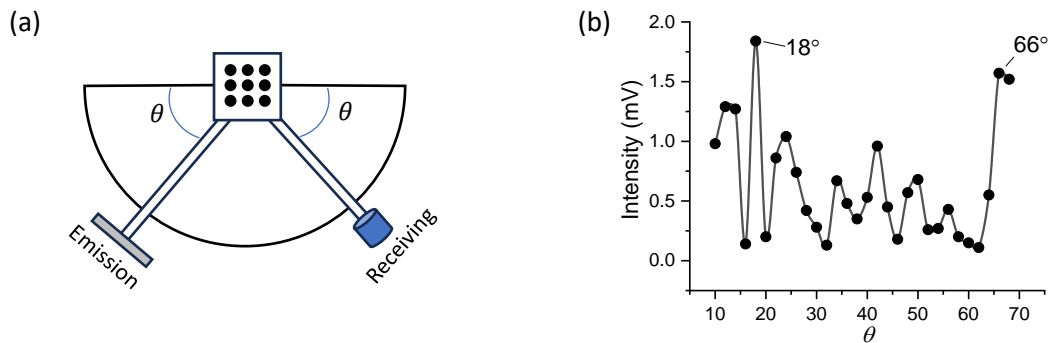 (a)
θ
θ
Emission
Receiving
(b)
2.0
1.5
1.0
0.5
0.0
Intensity (mV)
18°
66°
10
20
30
40
50
60
70
θ